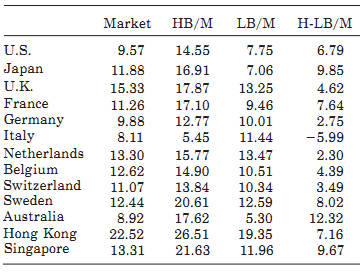 Market HB/M LB/M H-LB/M
U.S. 9.57 14.55 7.75 6.79
Japan 11.88 16.91 7.06 9.85
U.K. 15.33 17.87 13.25 4.62
France 11.26 17.10 9.46 7.64
Germany 9.88 12.77 10.01 2.75
Italy 8.11 5.45 11.44 −5.99
Netherlands 13.30 15.77 13.47 2.30
Belgium 12.62 14.90 10.51 4.39
Switzerland 11.07 13.84 10.34 3.49
Sweden 12.44 20.61 12.59 8.02
Australia 8.92 17.62 5.30 12.32
Hong Kong 22.52 26.51 19.35 7.16
Singapore 13.31 21.63 11.96 9.67